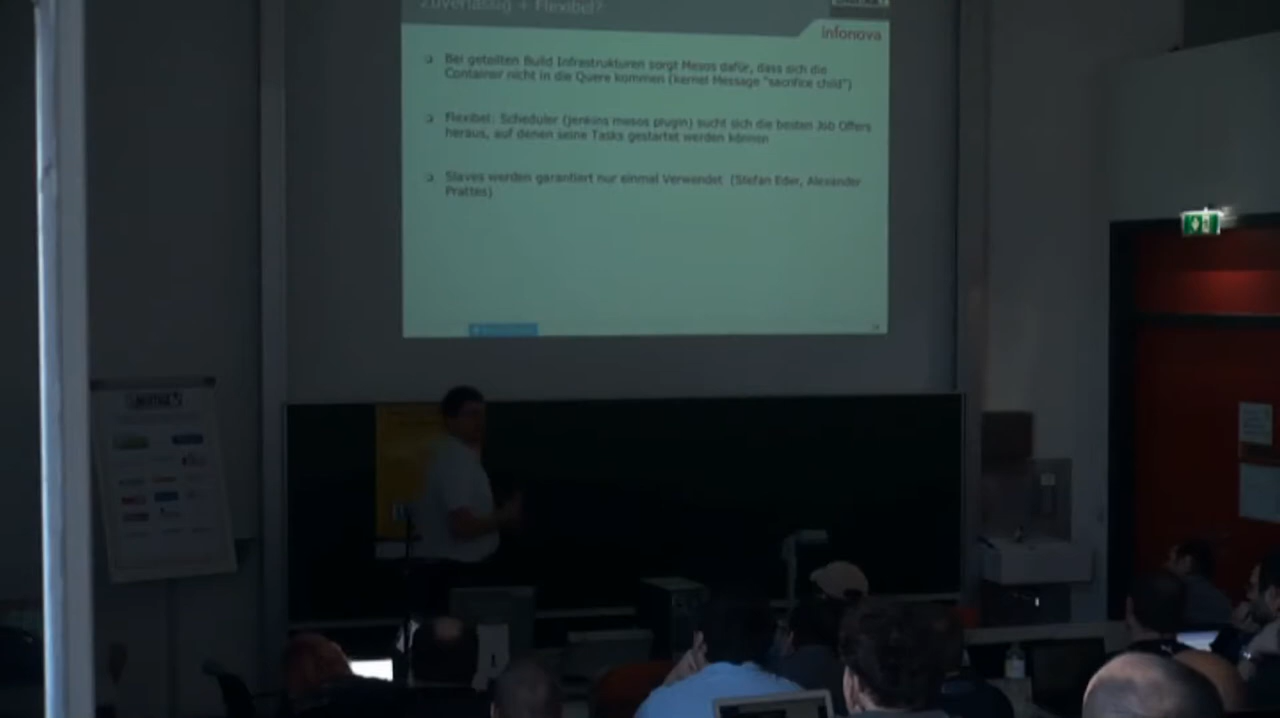 Zuverlässig + Flexibel?
infonova
Bei geteilten Build Infrastrukturen sorgt Mesos dafür, dass sich die
Container nicht in die Quere kommen (kernel Message "sacrifice child")
Flexibel: Scheduler (jenkins mesos plugin) sucht sich die besten Job Offers
heraus, auf denen seine Tasks gestartet werden können
Slaves werden garantiert nur einmal Verwendet (Stefan Eder, Alexander
Prattes)